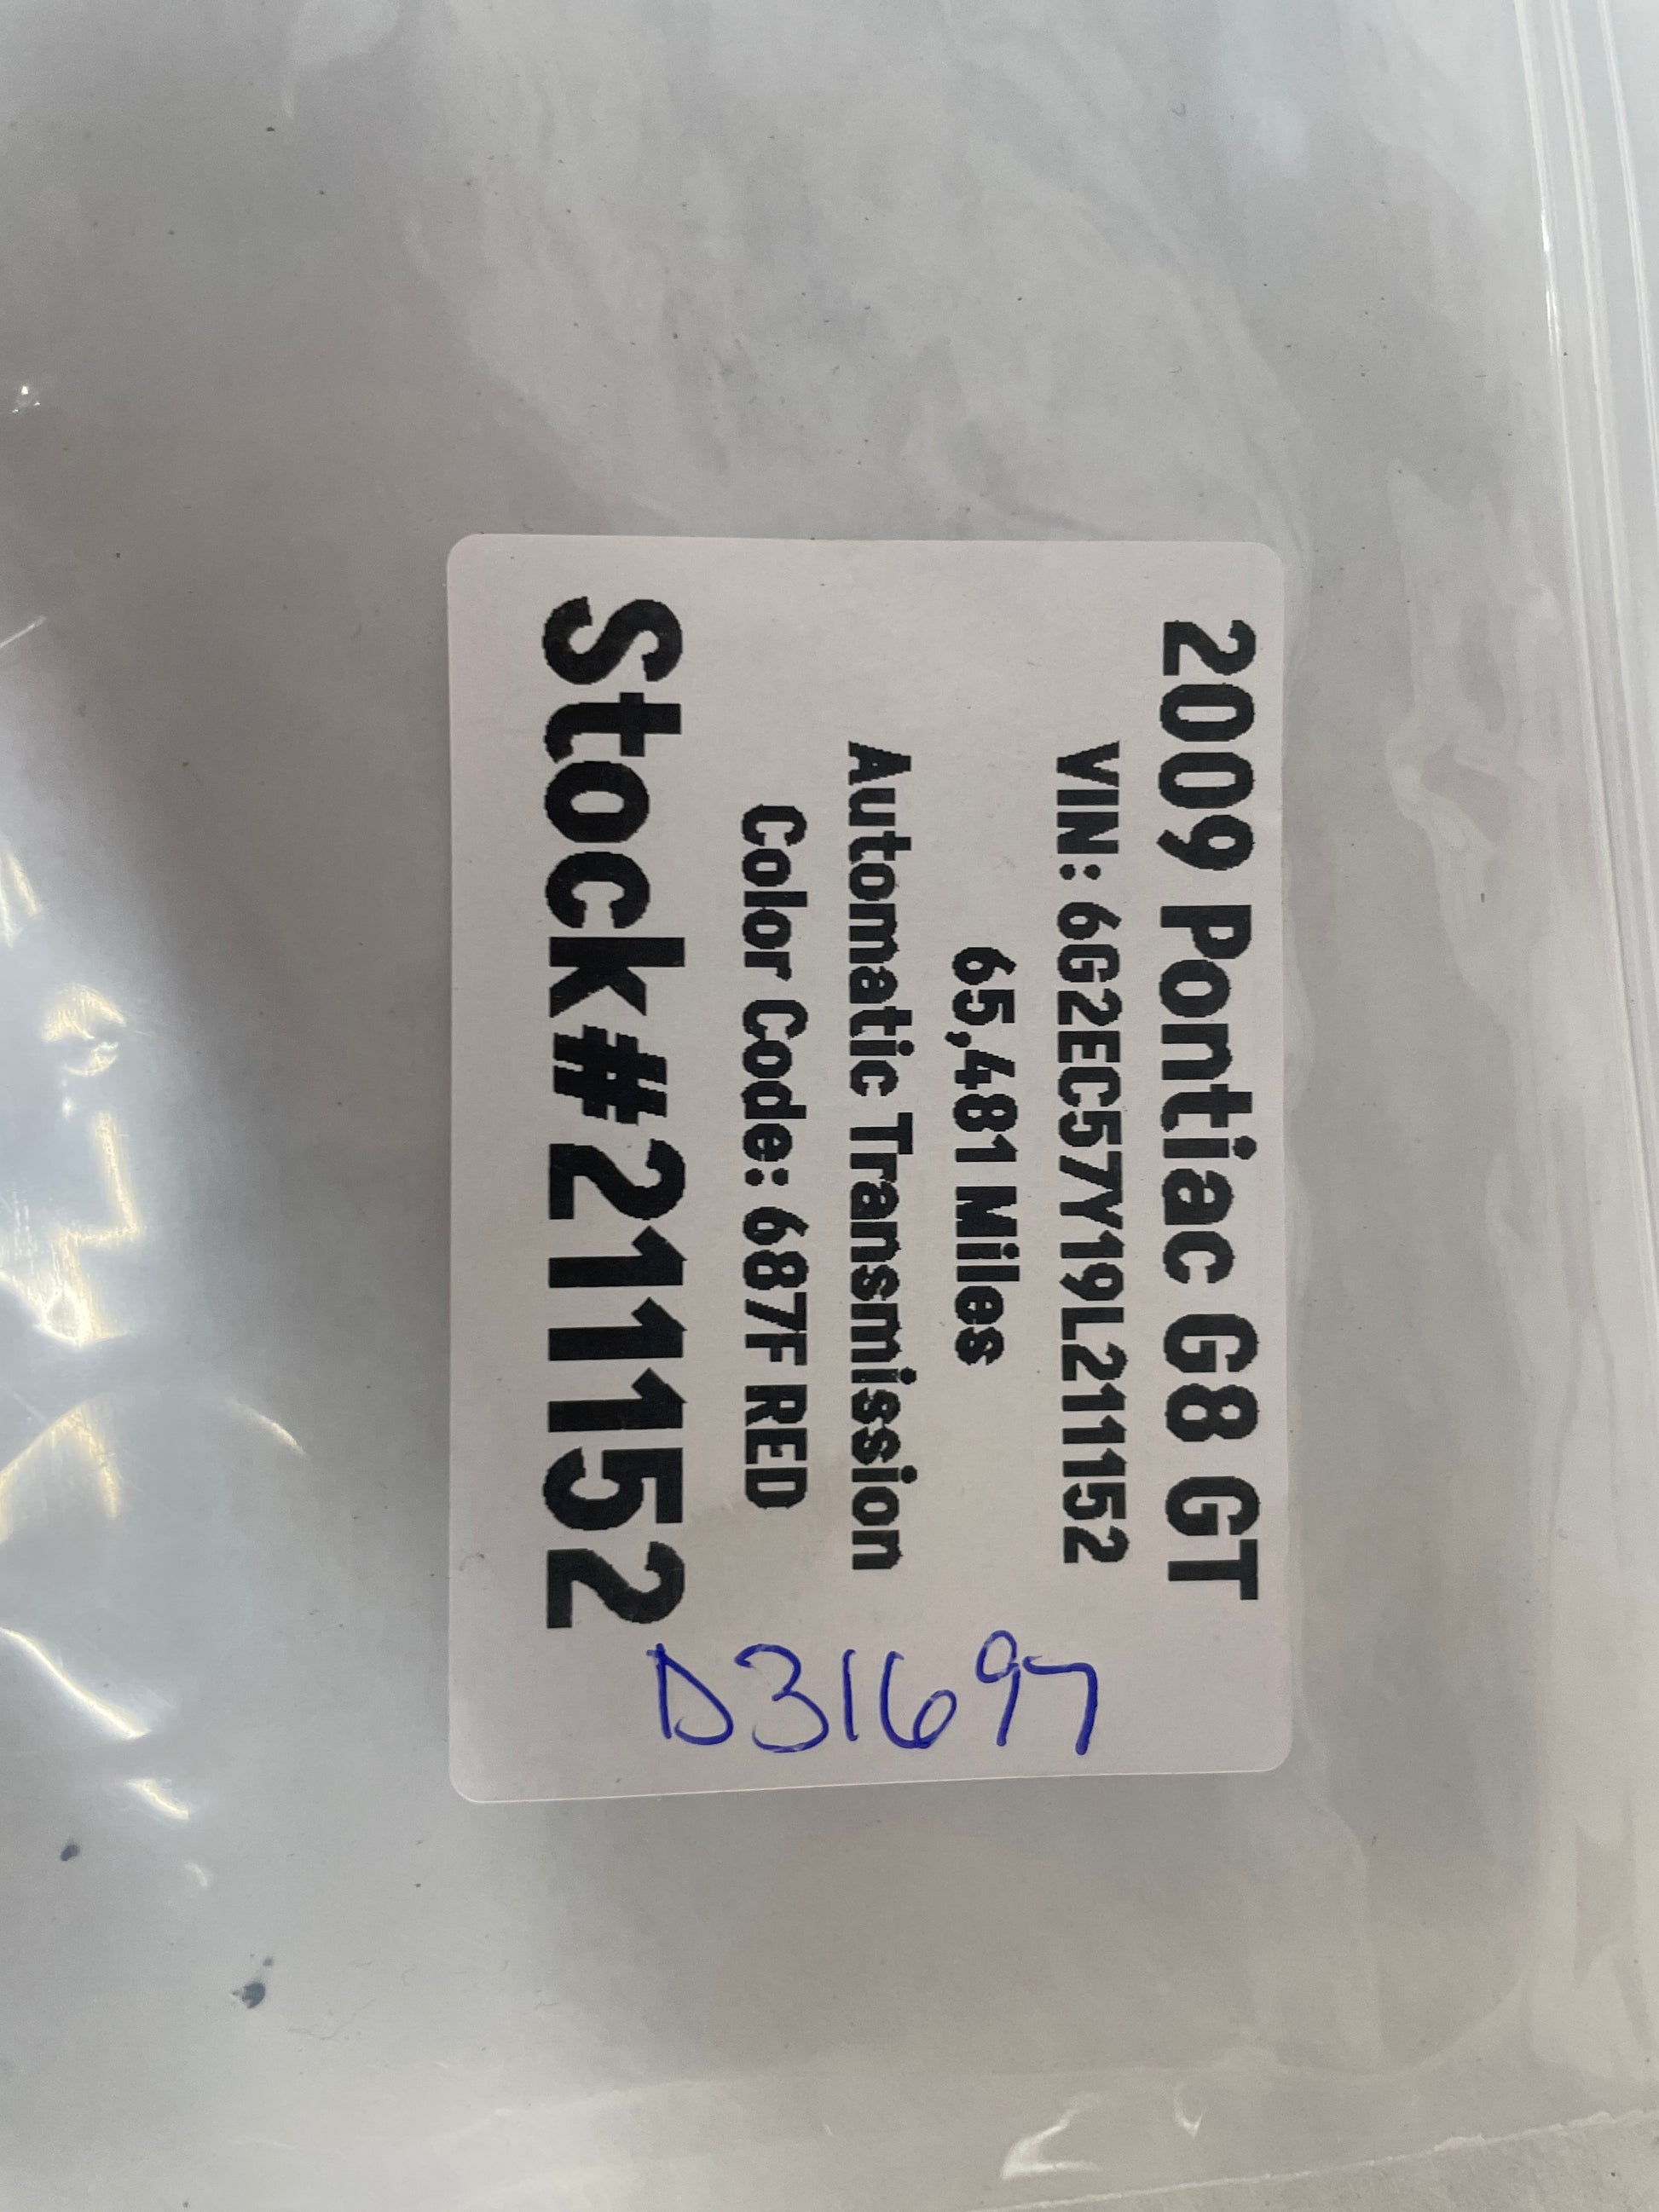 2009 Pontiac G8 GT
VIN: 6G2EC57Y19L211152
65,481 Miles
Automatic Transmission
Color Code: 687F RED
Stock#211152
D31697